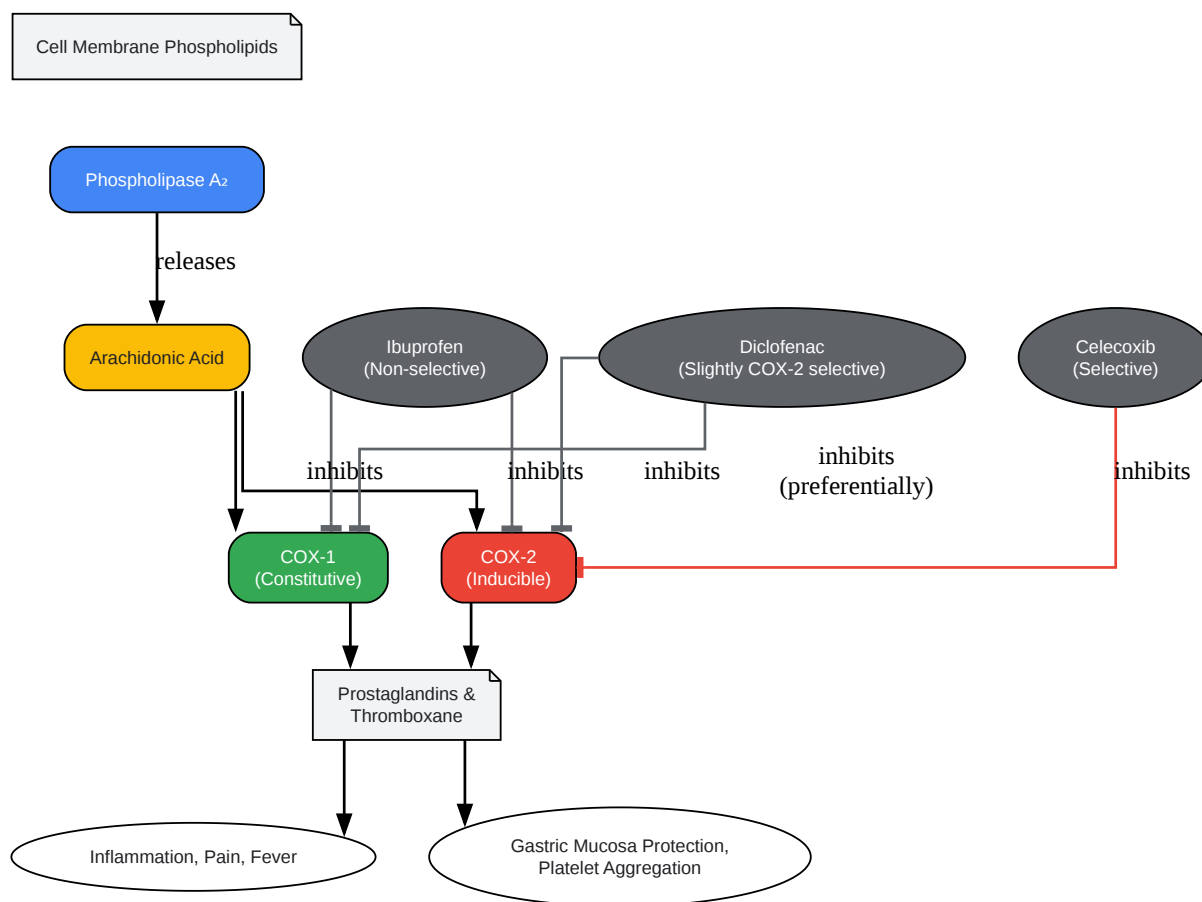 Cell Membrane Phospholipids
Phospholipase A₂
releases
Arachidonic Acid
Ibuprofen
(Non-selective)
Diclofenac
(Slightly COX-2 selective)
Celecoxib
(Selective)
inhibits
inhibits
inhibits
inhibits
(preferentially)
inhibits
COX-1
(Constitutive)
COX-2
(Inducible)
Prostaglandins &
Thromboxane
Inflammation, Pain, Fever
Gastric Mucosa Protection,
Platelet Aggregation